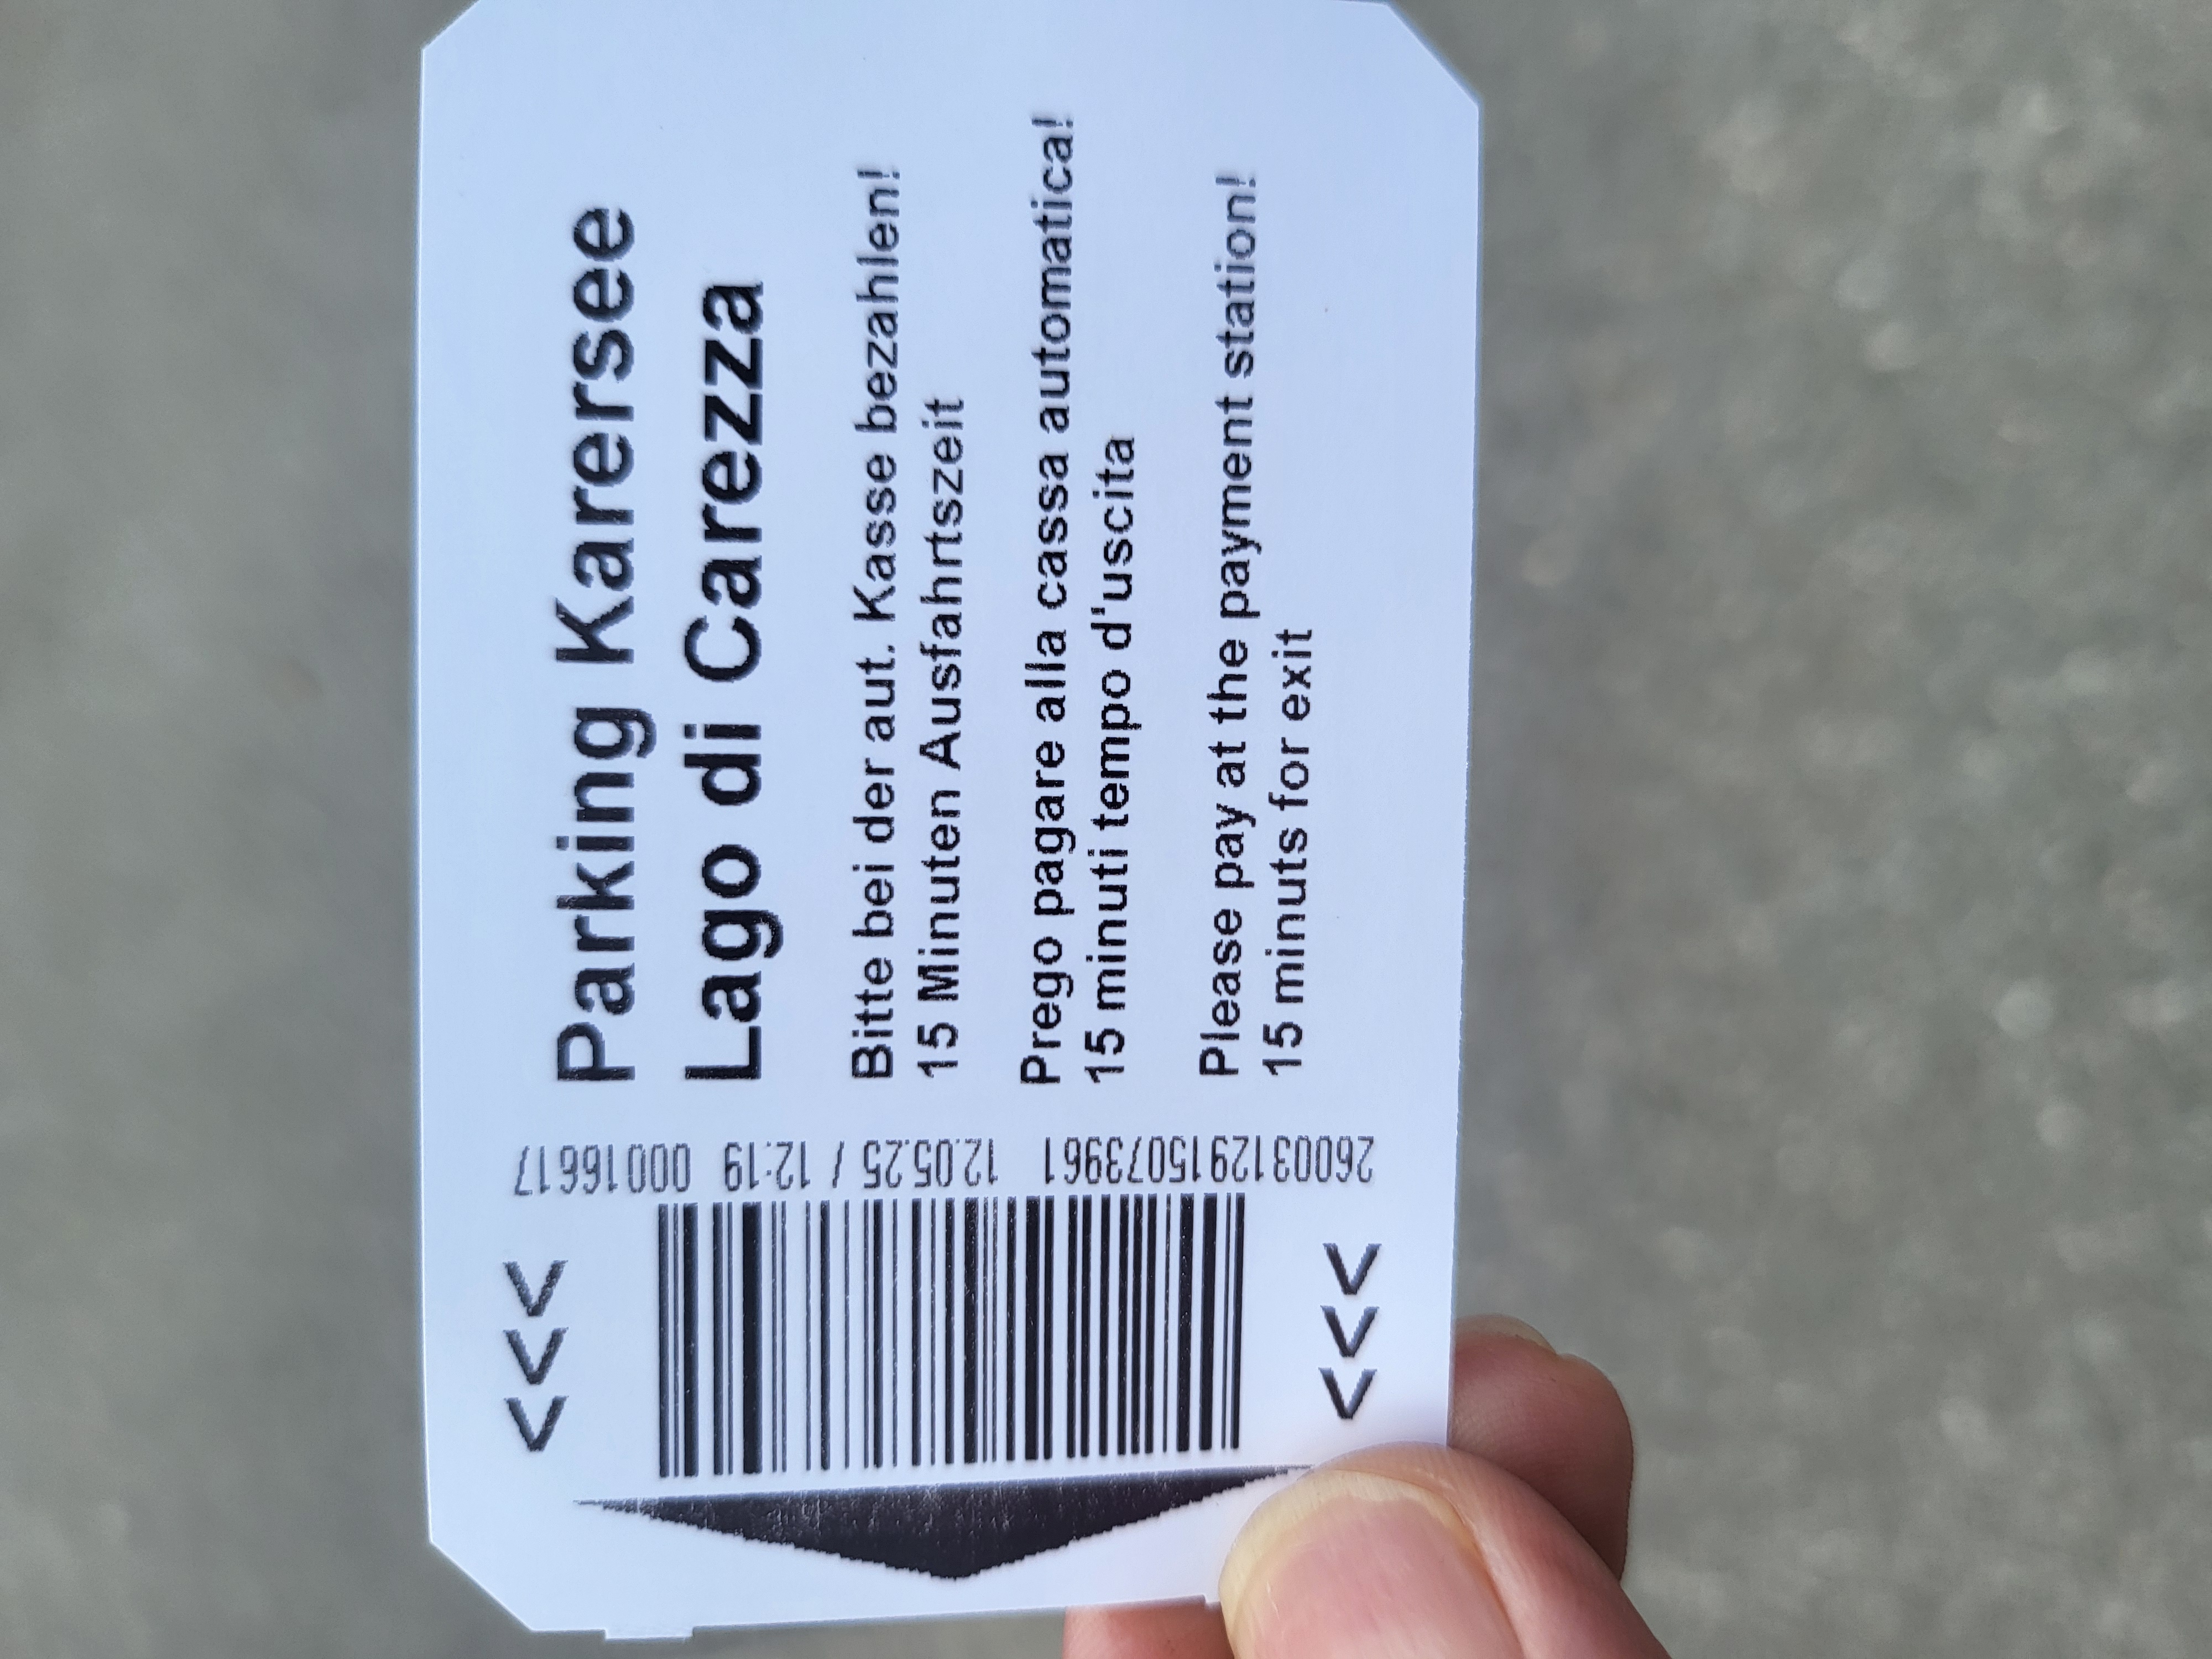 Parking Karersee
Lago di Carezza
Bitte bei der aut. Kasse bezahlen!
15 Minuten Ausfahrtszeit
Prego pagare alla cassa automatica!
15 minuti tempo d'uscita
Please pay at the payment station!
15 minuts for exit
2600312915073961 12.05.25 / 12:19 00016617
<<<
<<<